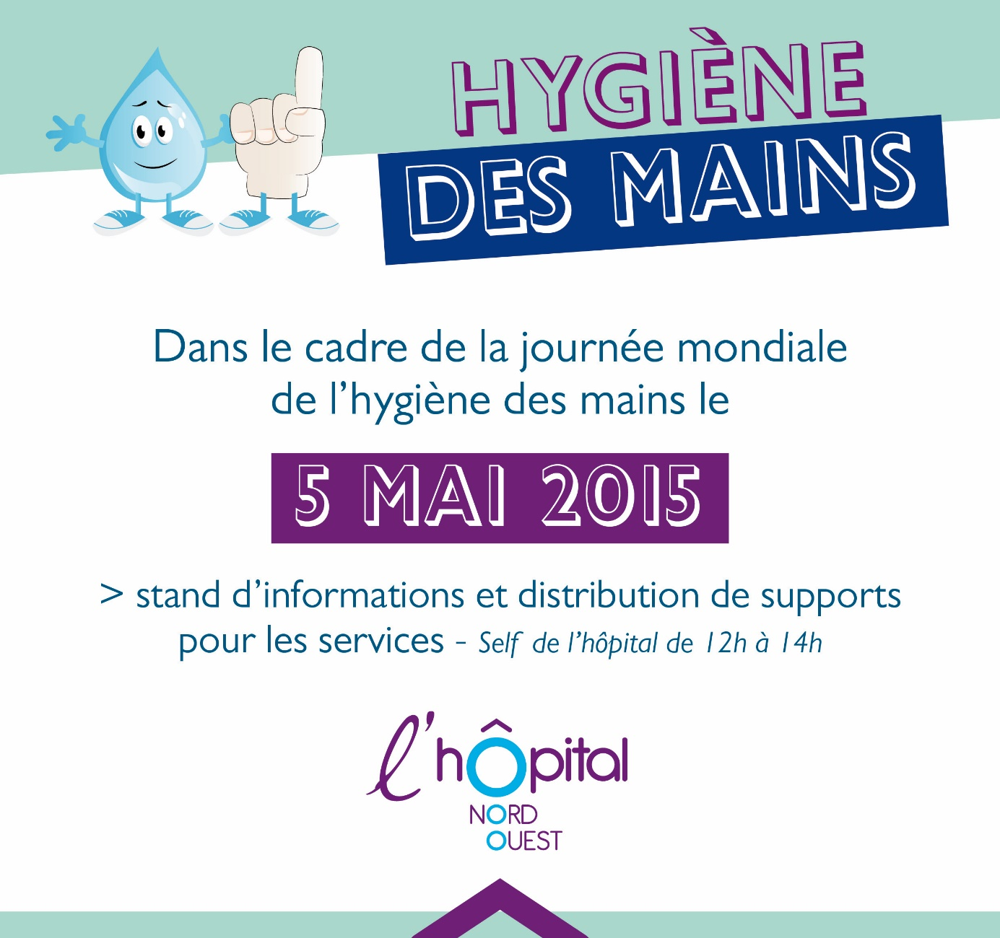 HYGIÈNE
DES MAINS
Dans le cadre de la journée mondiale
de l'hygiène des mains le
5 MAI 2015
> stand d'informations et distribution de supports
pour les services - Self de l'hôpital de 12h à 14h
l'hôpital
NORD
OUEST